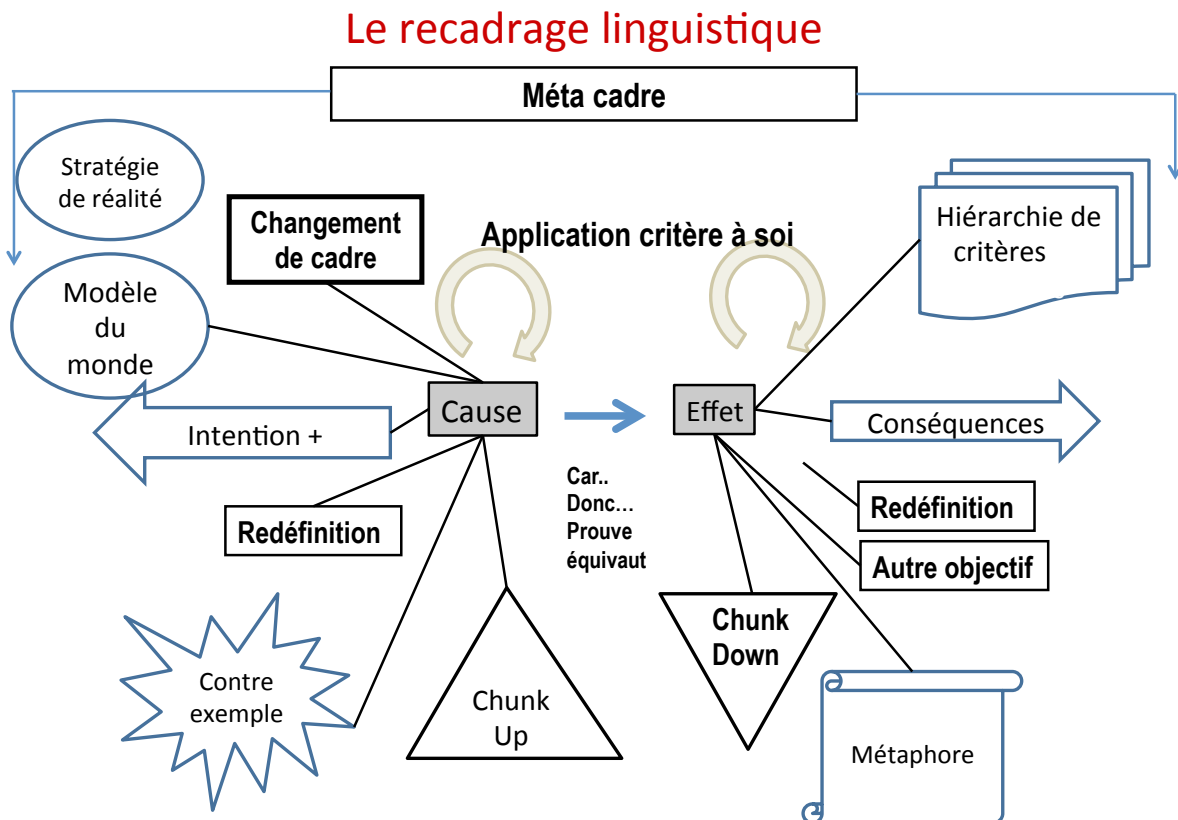 Le recadrage linguistique
Méta cadre
Stratégie
de réalité
Changement
de cadre
Application critère à soi
Hiérarchie de
critères
Modèle
du
monde
Intention +
Cause
Effet
Conséquences
Car..
Donc...
Prouve
équivaut
Redéfinition
Redéfinition
Autre objectif
Chunk
Down
Contre
exemple
Chunk
Up
Métaphore